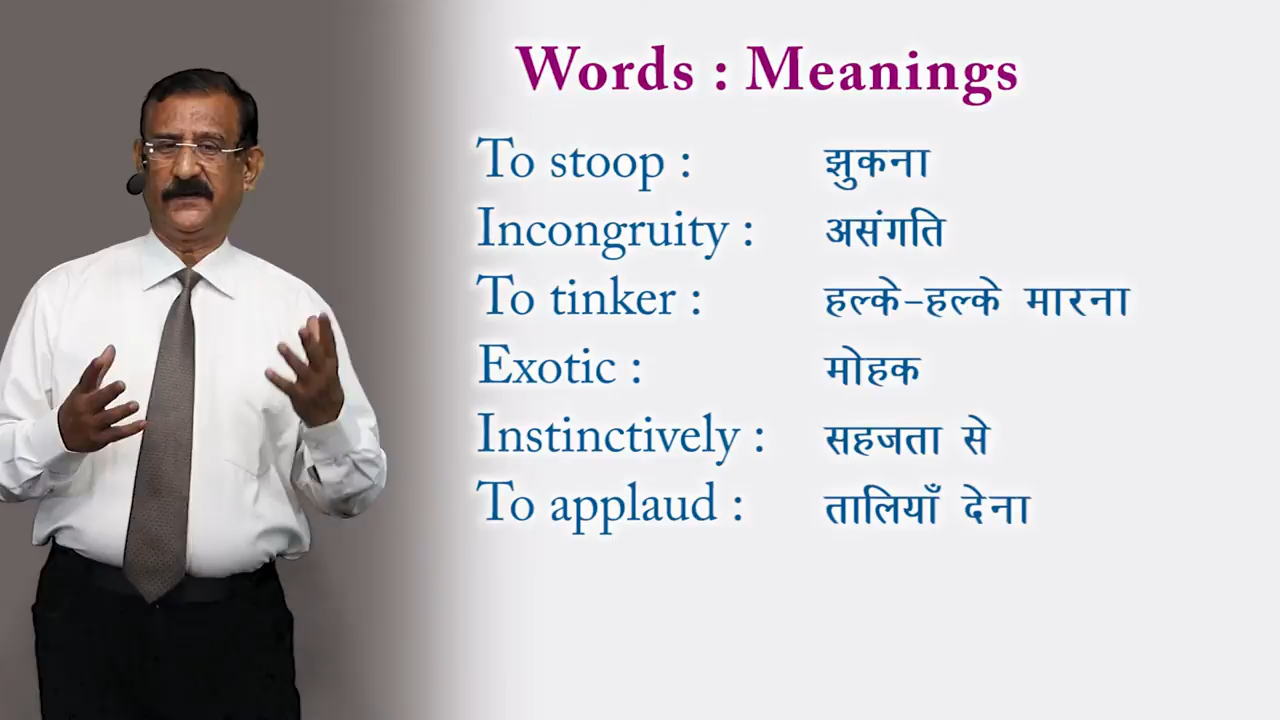 Words : Meanings
To stoop : झुकना
Incongruity : असंगति
To tinker : हल्के-हल्के मारना
Exotic : मोहक
Instinctively : सहजता से
To applaud : तालियाँ देना